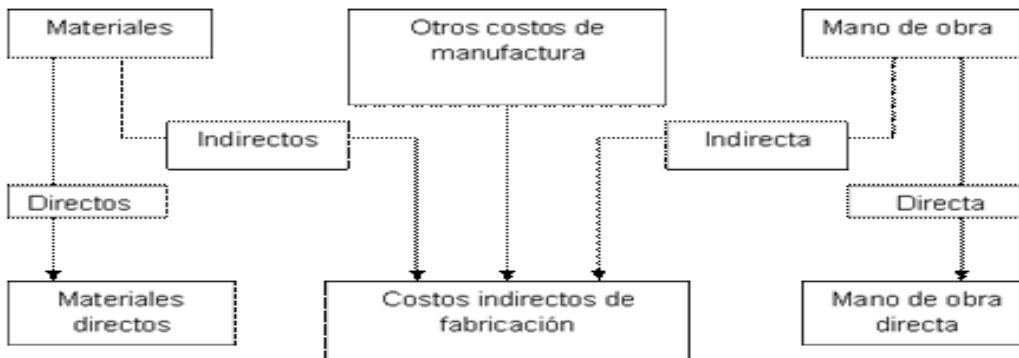 Materiales
Otros costos de
manufactura
Mano de obra
Indirectos
Indirecta
Directos
Directa
Materiales
directos
Costos indirectos de
fabricación
Mano de obra
directa